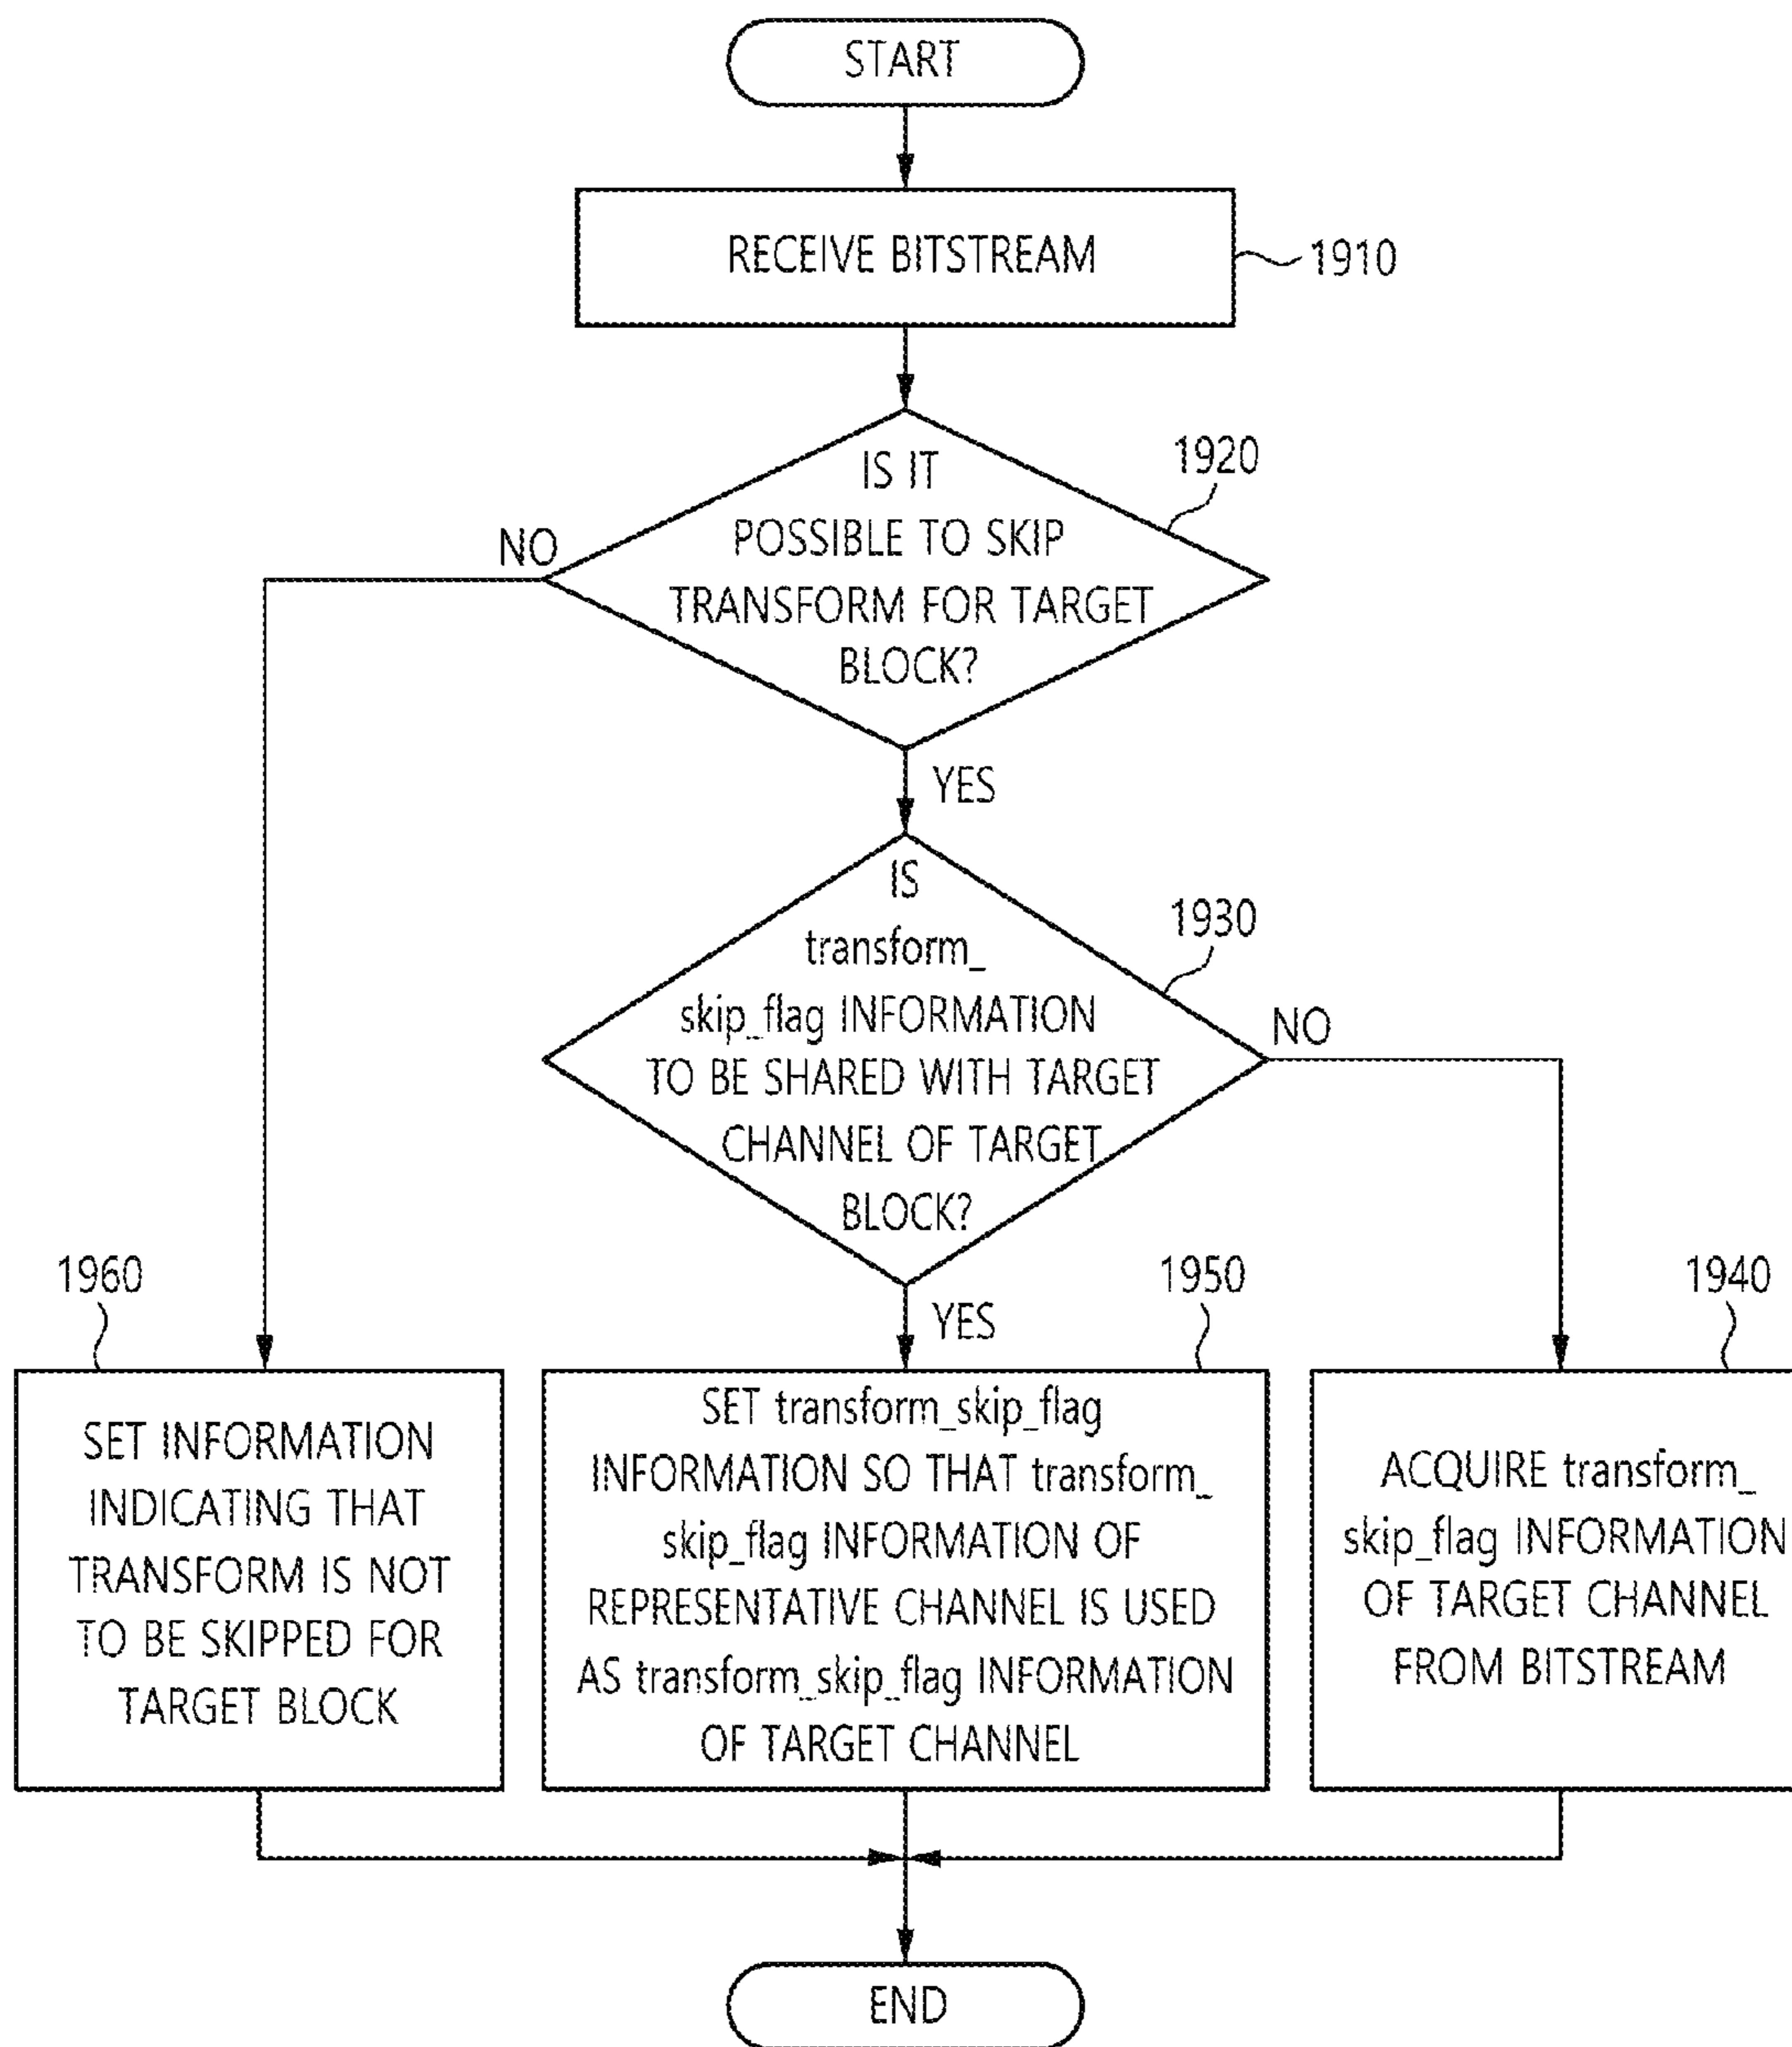 START
RECEIVE BITSTREAM
1910
IS IT
POSSIBLE TO SKIP
TRANSFORM FOR TARGET
BLOCK?
1920
NO
YES
IS
transform_
skip_flag INFORMATION
TO BE SHARED WITH TARGET
CHANNEL OF TARGET
BLOCK?
1930
NO
YES
1960
SET INFORMATION
INDICATING THAT
TRANSFORM IS NOT
TO BE SKIPPED FOR
TARGET BLOCK
1950
SET transform_skip_flag
INFORMATION SO THAT transform_
skip_flag INFORMATION OF
REPRESENTATIVE CHANNEL IS USED
AS transform_skip_flag INFORMATION
OF TARGET CHANNEL
1940
ACQUIRE transform_
skip_flag INFORMATION
OF TARGET CHANNEL
FROM BITSTREAM
END